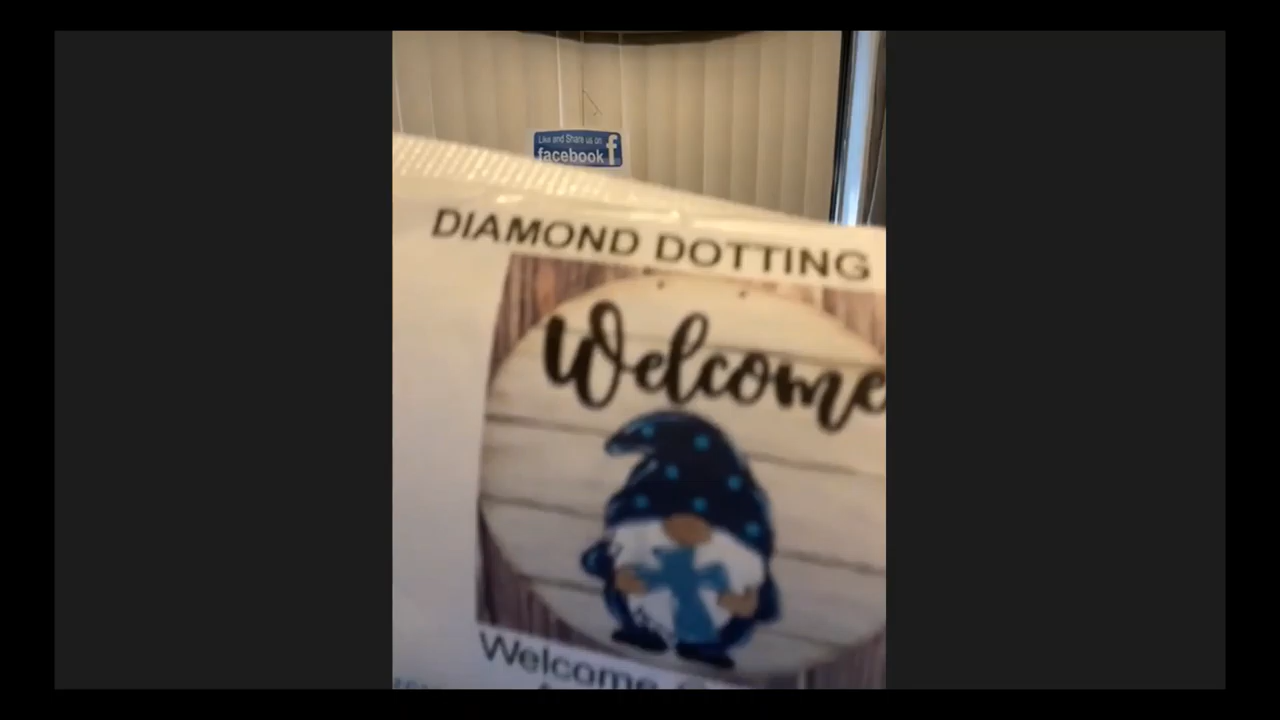 Like and Share us on
facebook f
DIAMOND DOTTING
Welcome
Welcome